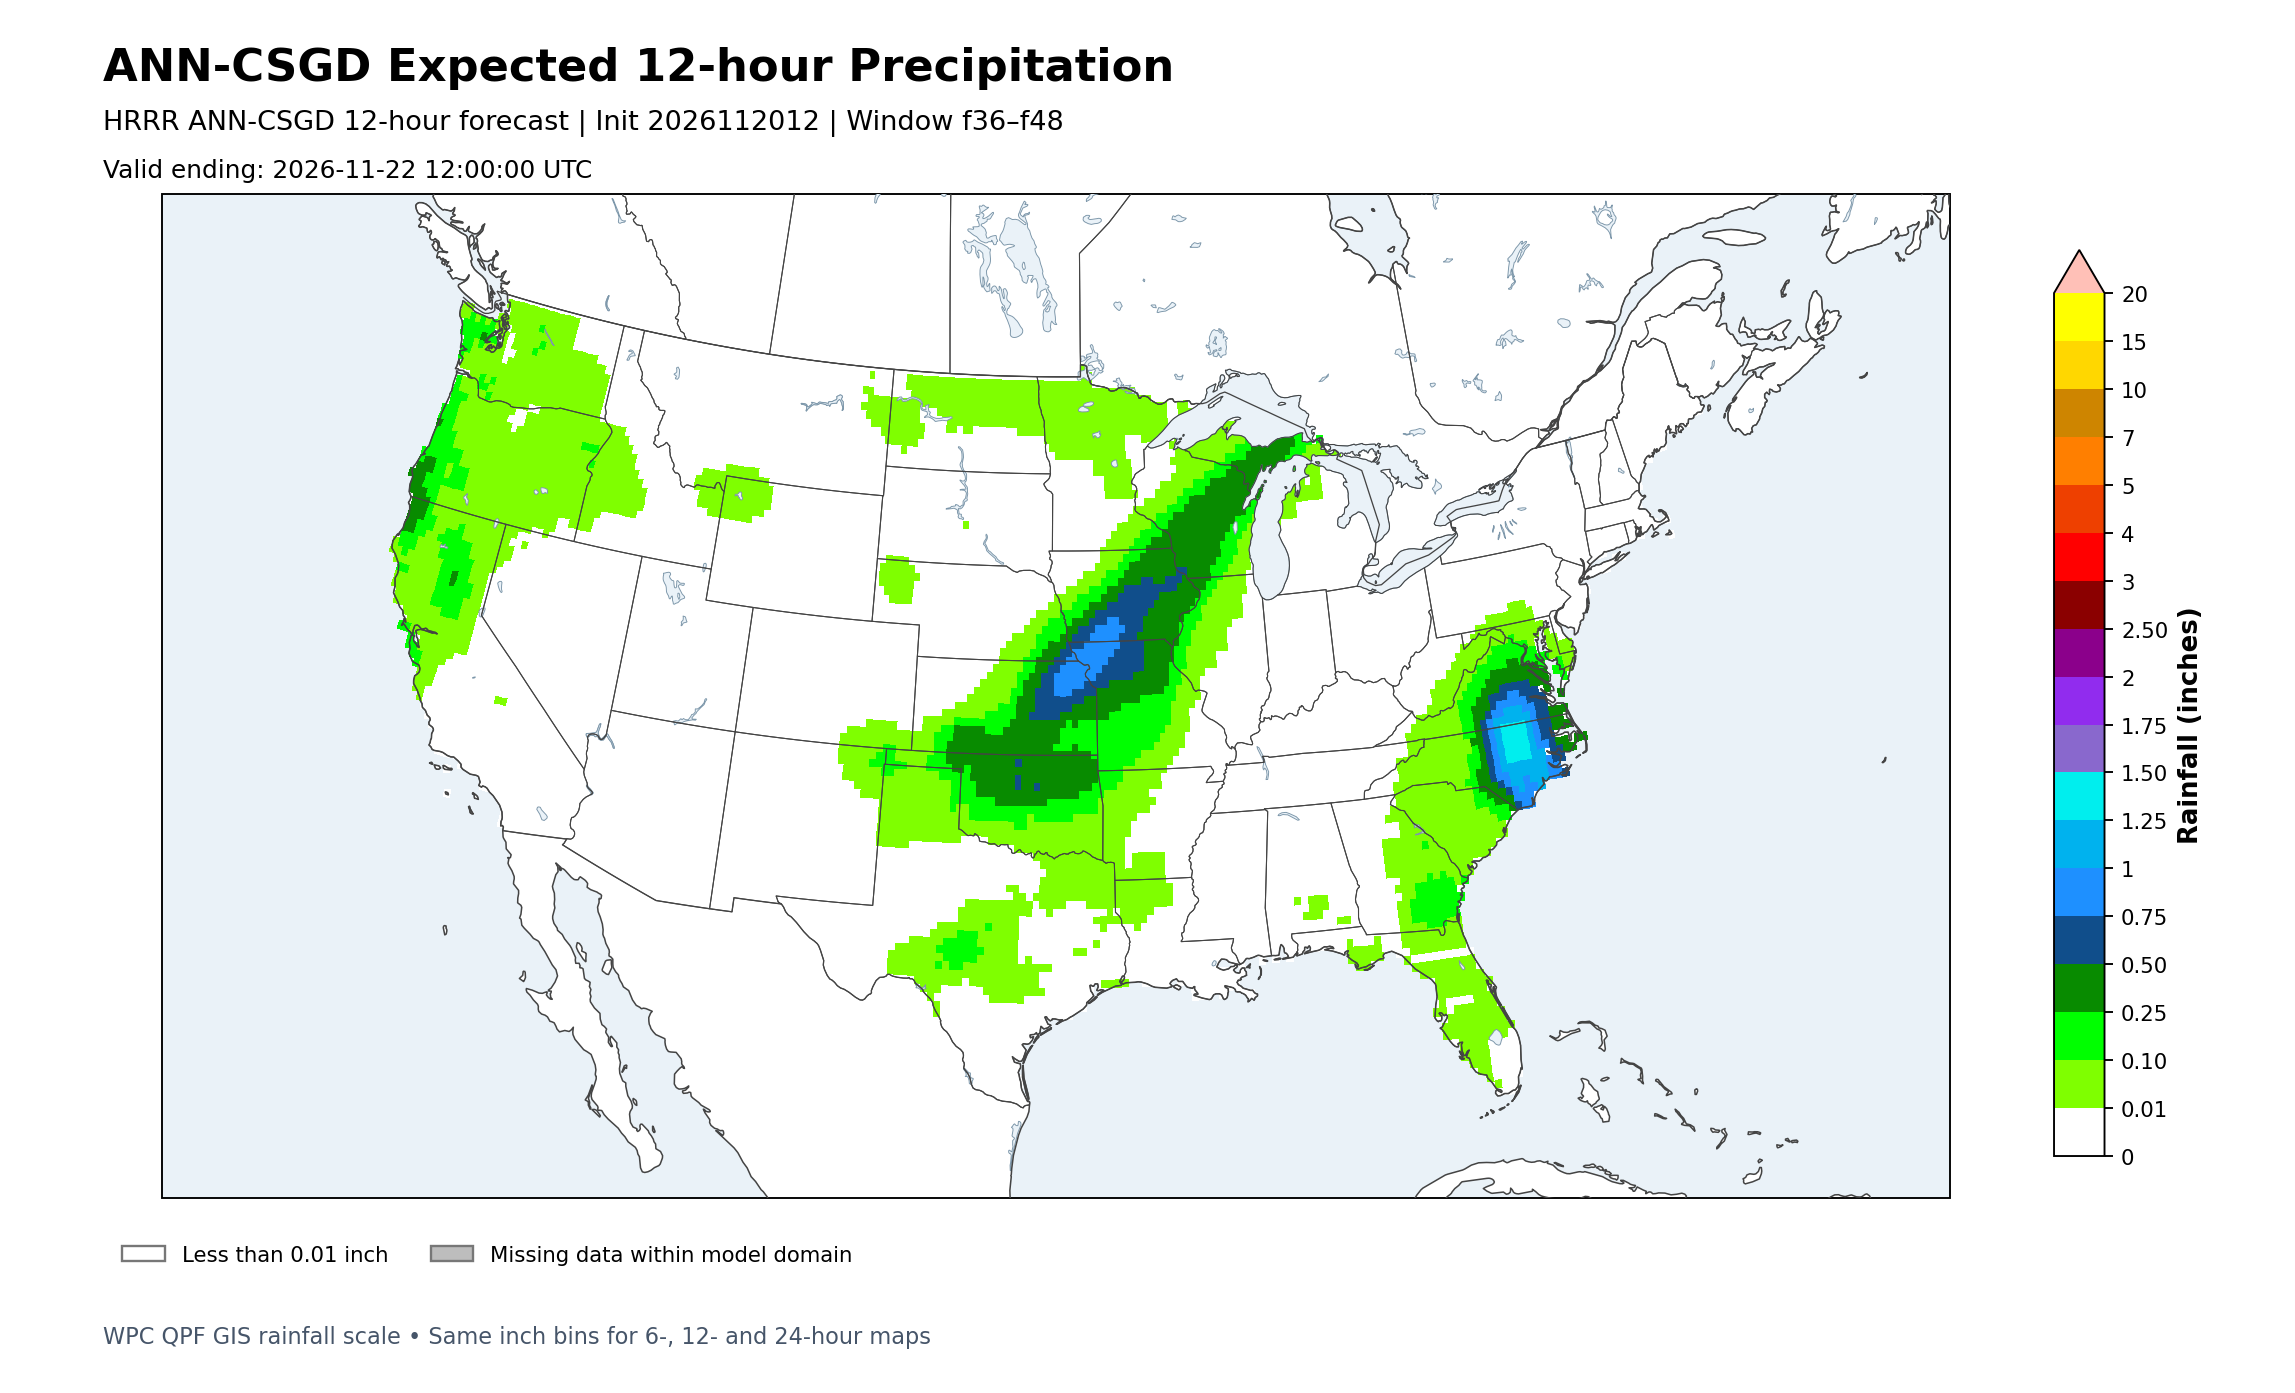 ANN-CSGD Expected 12-hour Precipitation
HRRR ANN-CSGD 12-hour forecast | Init 2026112012 | Window f36–f48
Valid ending: 2026-11-22 12:00:00 UTC
20
15
10
7
5
4
3
2.50
2
1.75
1.50
1.25
1
0.75
0.50
0.25
0.10
0.01
0
Rainfall (inches)
Less than 0.01 inch
Missing data within model domain
WPC QPF GIS rainfall scale • Same inch bins for 6-, 12- and 24-hour maps